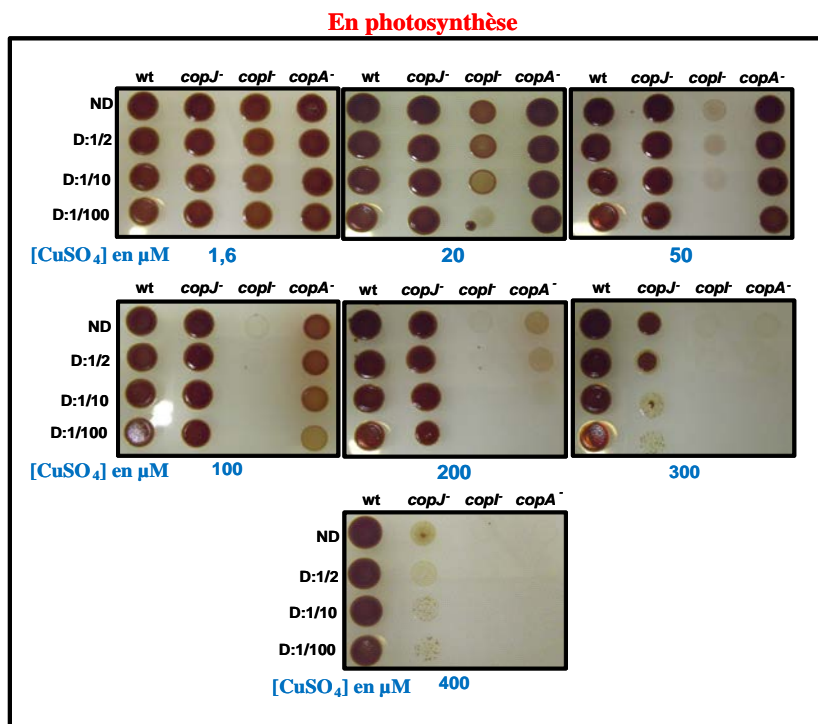 En photosynthèse
wt copJ- copI- copA- wt copJ- copI- copA- wt copJ- copI- copA-
ND
D:1/2
D:1/10
D:1/100
[CuSO4] en µM 1,6 20 50
wt copJ- copI- copA- wt copJ- copI- copA- wt copJ- copI- copA-
ND
D:1/2
D:1/10
D:1/100
[CuSO4] en µM 100 200 300
wt copJ- copI- copA-
ND
D:1/2
D:1/10
D:1/100
[CuSO4] en µM 400